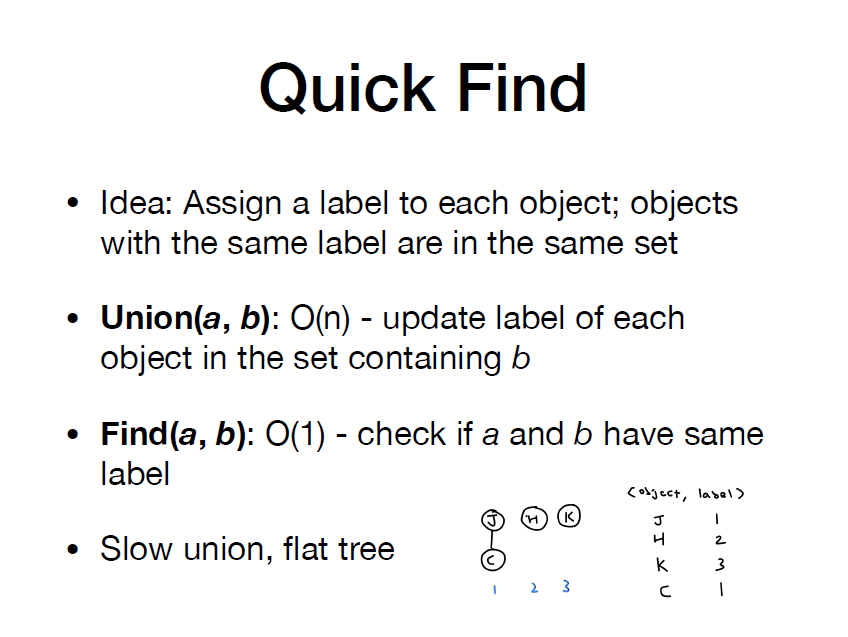 Quick Find
• Idea: Assign a label to each object; objects
with the same label are in the same set
• Union(a, b): O(n) - update label of each
object in the set containing b
• Find(a, b): O(1) - check if a and b have same
label
• Slow union, flat tree
J H K
C
1 2 3
(object, label)
J 1
H 2
K 3
C 1